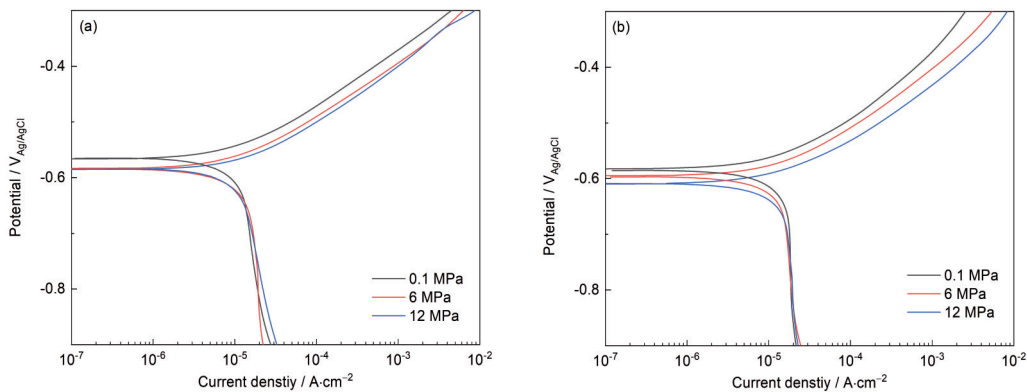 (a)
-0.4
-0.6
-0.8
Potential / V Ag/AgCl
0.1 MPa
6 MPa
12 MPa
10-7
10-6
10-5
10-4
10-3
10-2
Current denstiy / A·cm−2
(b)
-0.4
-0.6
-0.8
Potential / V Ag/AgCl
0.1 MPa
6 MPa
12 MPa
10-7
10-6
10-5
10-4
10-3
10-2
Current denstiy / A·cm−2